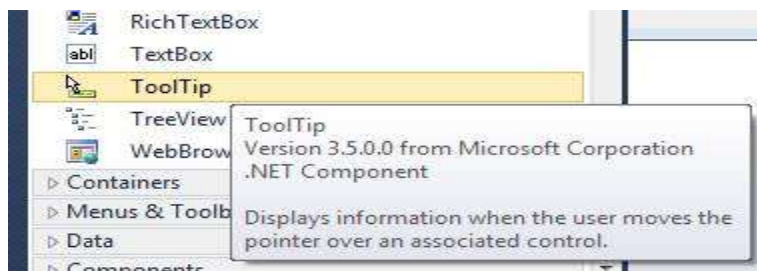 RichTextBox
abl TextBox
ToolTip
TreeView
WebBrow
Containers
Menus & Toolb
Data
Components
ToolTip
Version 3.5.0.0 from Microsoft Corporation
.NET Component
Displays information when the user moves the
pointer over an associated control.